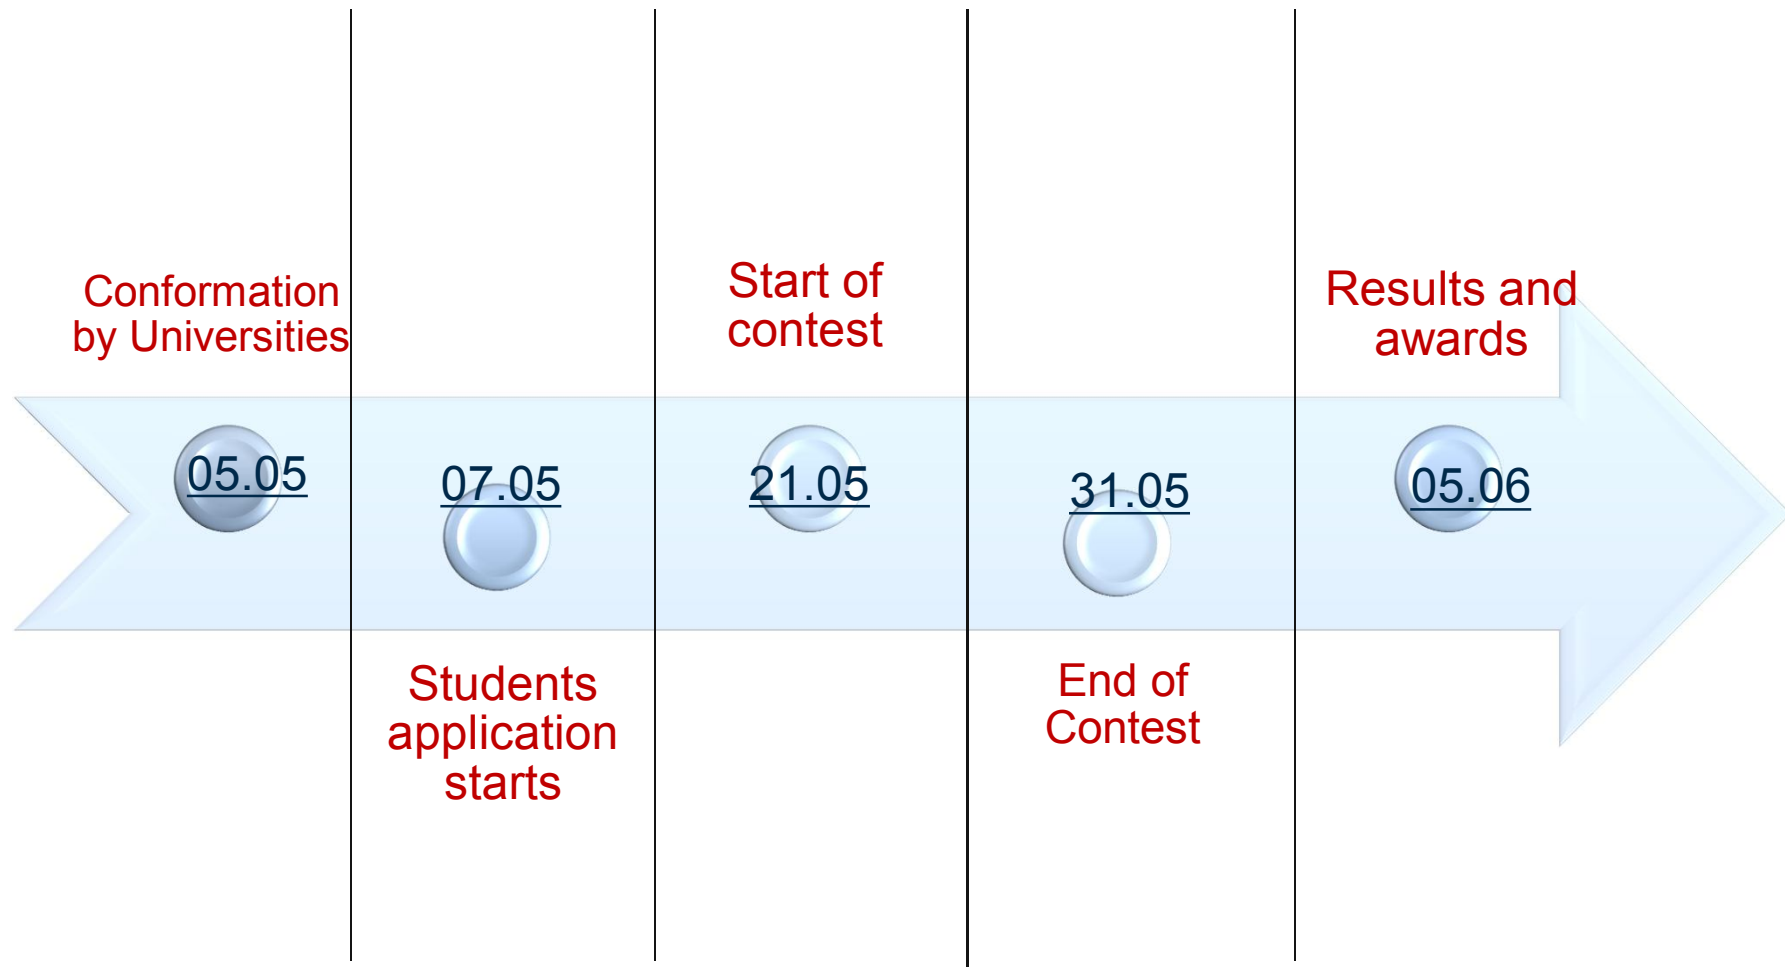 Conformation
by Universities
05.05
07.05
Students
application
starts
Start of
contest
21.05
31.05
End of
Contest
Results and
awards
05.06